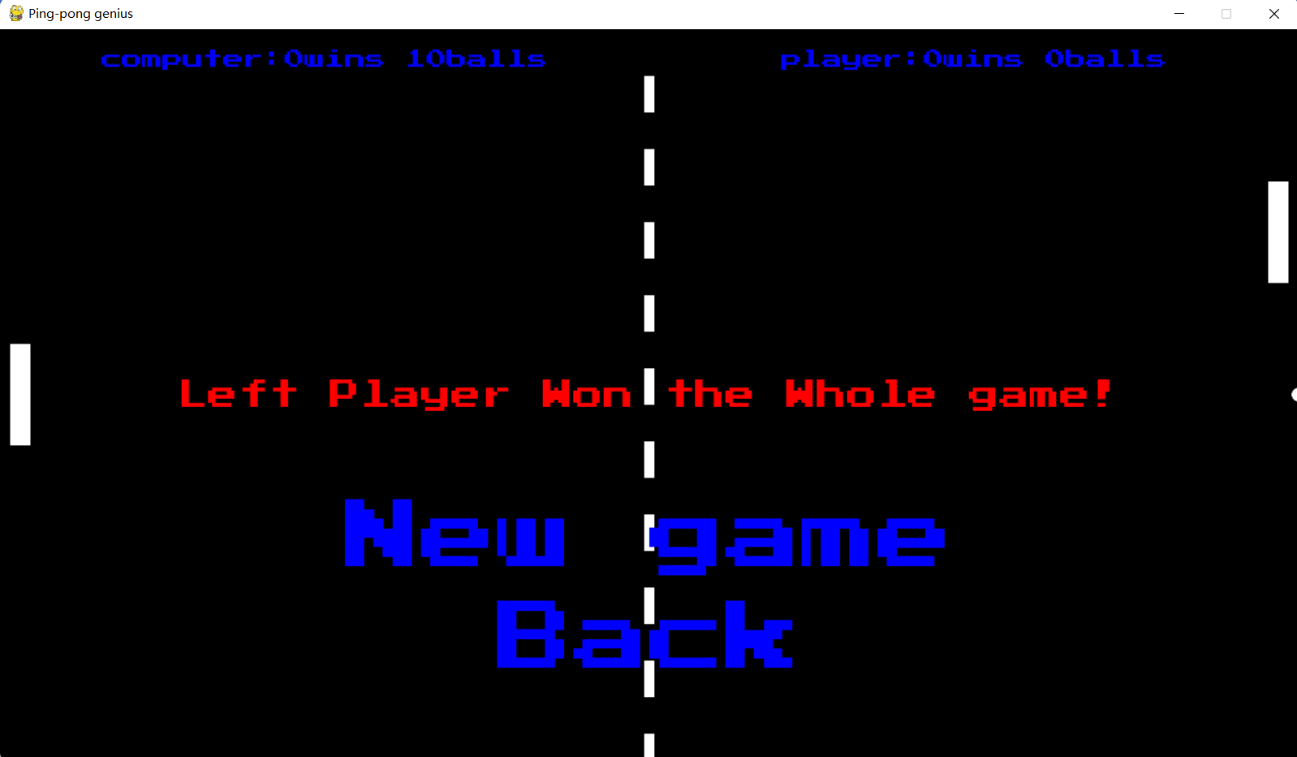 Ping-pong genius
computer:0wins 10balls
player:0wins 0balls
Left Player Won the Whole game!
New game
Back